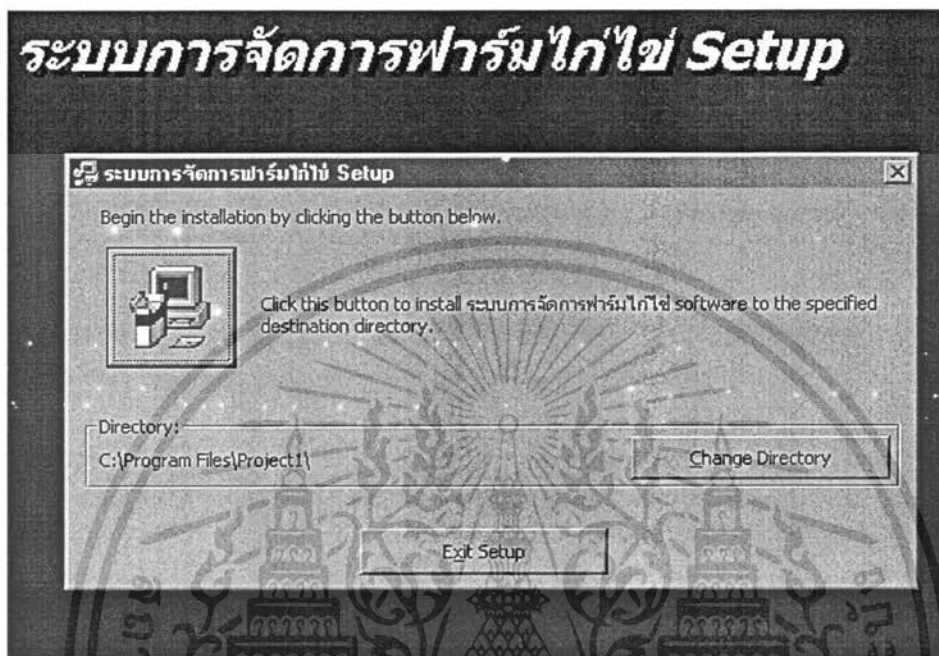 ระบบการจัดการฟาร์มไก่ไข่ Setup
ระบบการจัดการฟาร์มไก่ไข่ Setup
Begin the installation by clicking the button below.
Click this button to install ระบบการจัดการฟาร์มไก่ไข่ software to the specified
destination directory.
Directory:
C:\Program Files\Project1\
Change Directory
Exit Setup